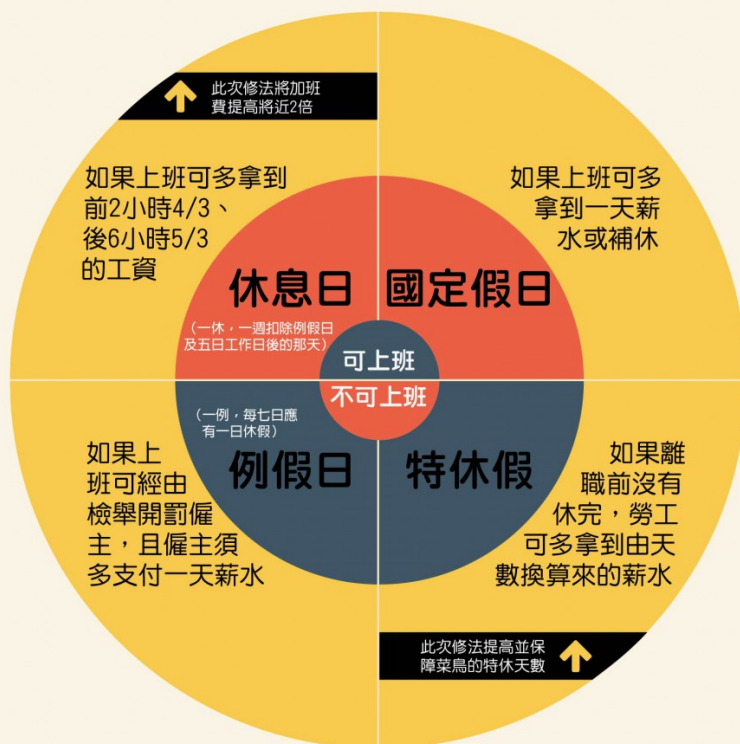 此次修法將加班
費提高將近2倍
如果上班可多拿到
前2小時4/3、
後6小時5/3
的工資
如果上班可多
拿到一天薪
水或補休
休息日
國定假日
（一休，一週扣除例假日
及五日工作日後的那天）
可上班
不可上班
（一例，每七日應
有一日休假）
例假日
特休假
如果上
班可經由
檢舉開罰僱
主，且僱主須
多支付一天薪水
如果離
職前沒有
休完，勞工
可多拿到由天
數換算來的薪水
此次修法提高並保
障菜鳥的特休天數